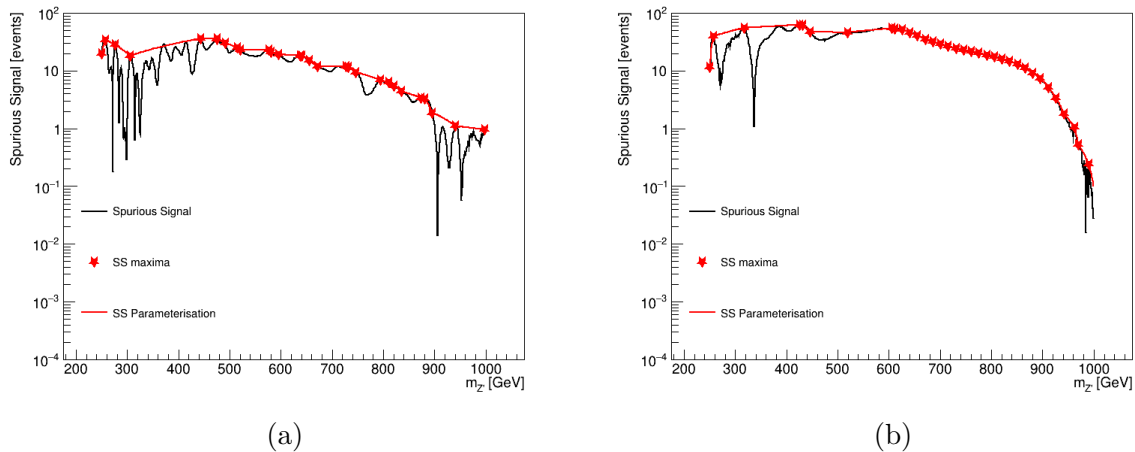 Spurious Signal [events]
10²
10
1
10⁻¹
10⁻²
10⁻³
10⁻⁴
Spurious Signal
SS maxima
SS Parameterisation
200 300 400 500 600 700 800 900 1000
m_Z' [GeV]
(a)
Spurious Signal [events]
10²
10
1
10⁻¹
10⁻²
10⁻³
10⁻⁴
Spurious Signal
SS maxima
SS Parameterisation
200 300 400 500 600 700 800 900 1000
m_Z' [GeV]
(b)